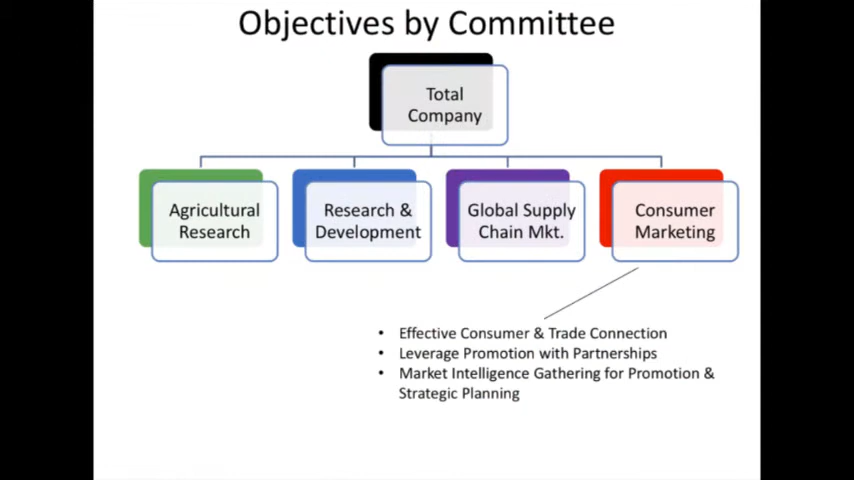 Objectives by Committee
Total
Company
Agricultural
Research
Research &
Development
Global Supply
Chain Mkt.
Consumer
Marketing
• Effective Consumer & Trade Connection
• Leverage Promotion with Partnerships
• Market Intelligence Gathering for Promotion &
Strategic Planning